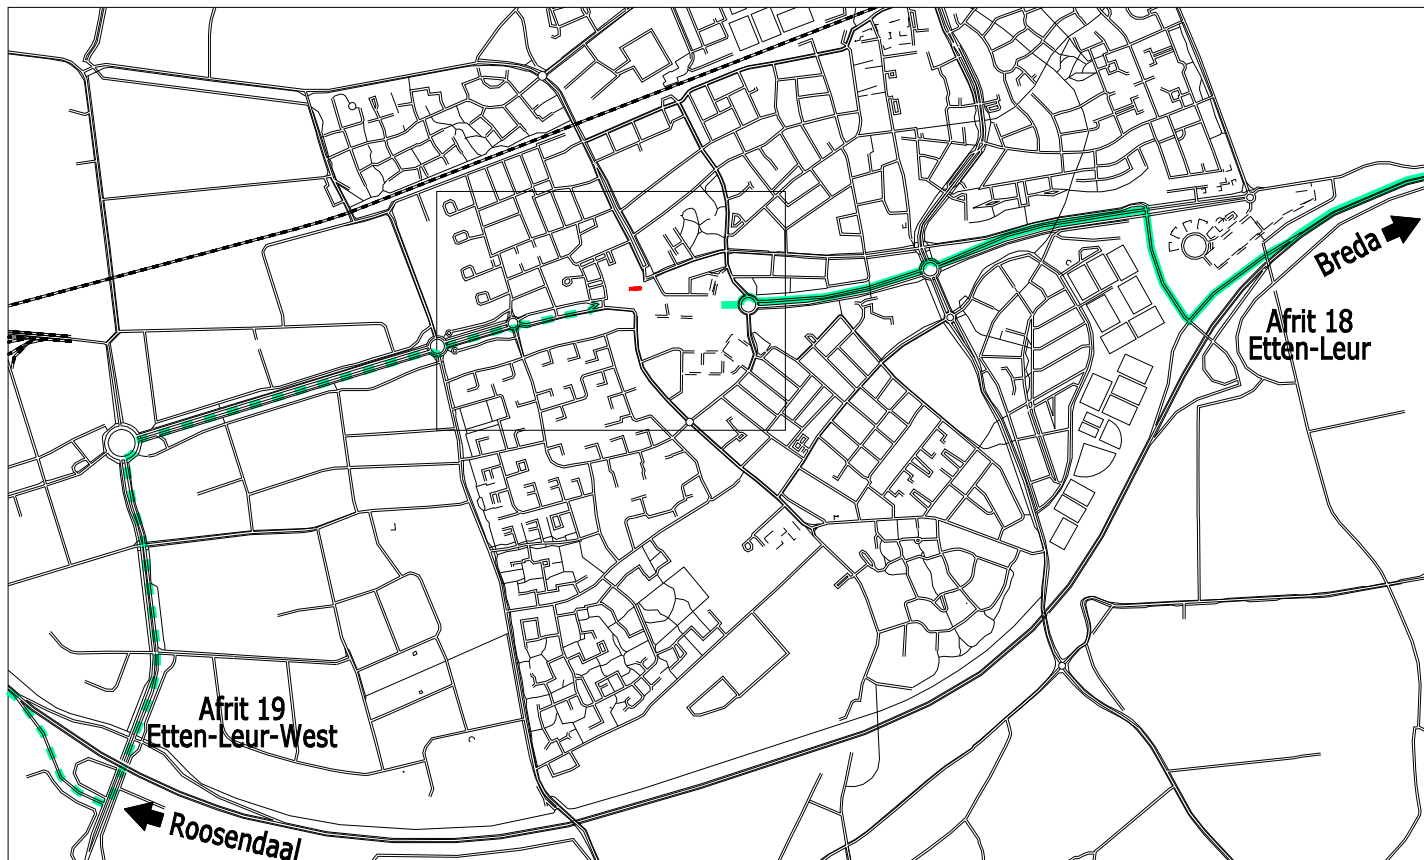 Breda
Afrit 18
Etten-Leur
Afrit 19
Etten-Leur-West
Roosendaal